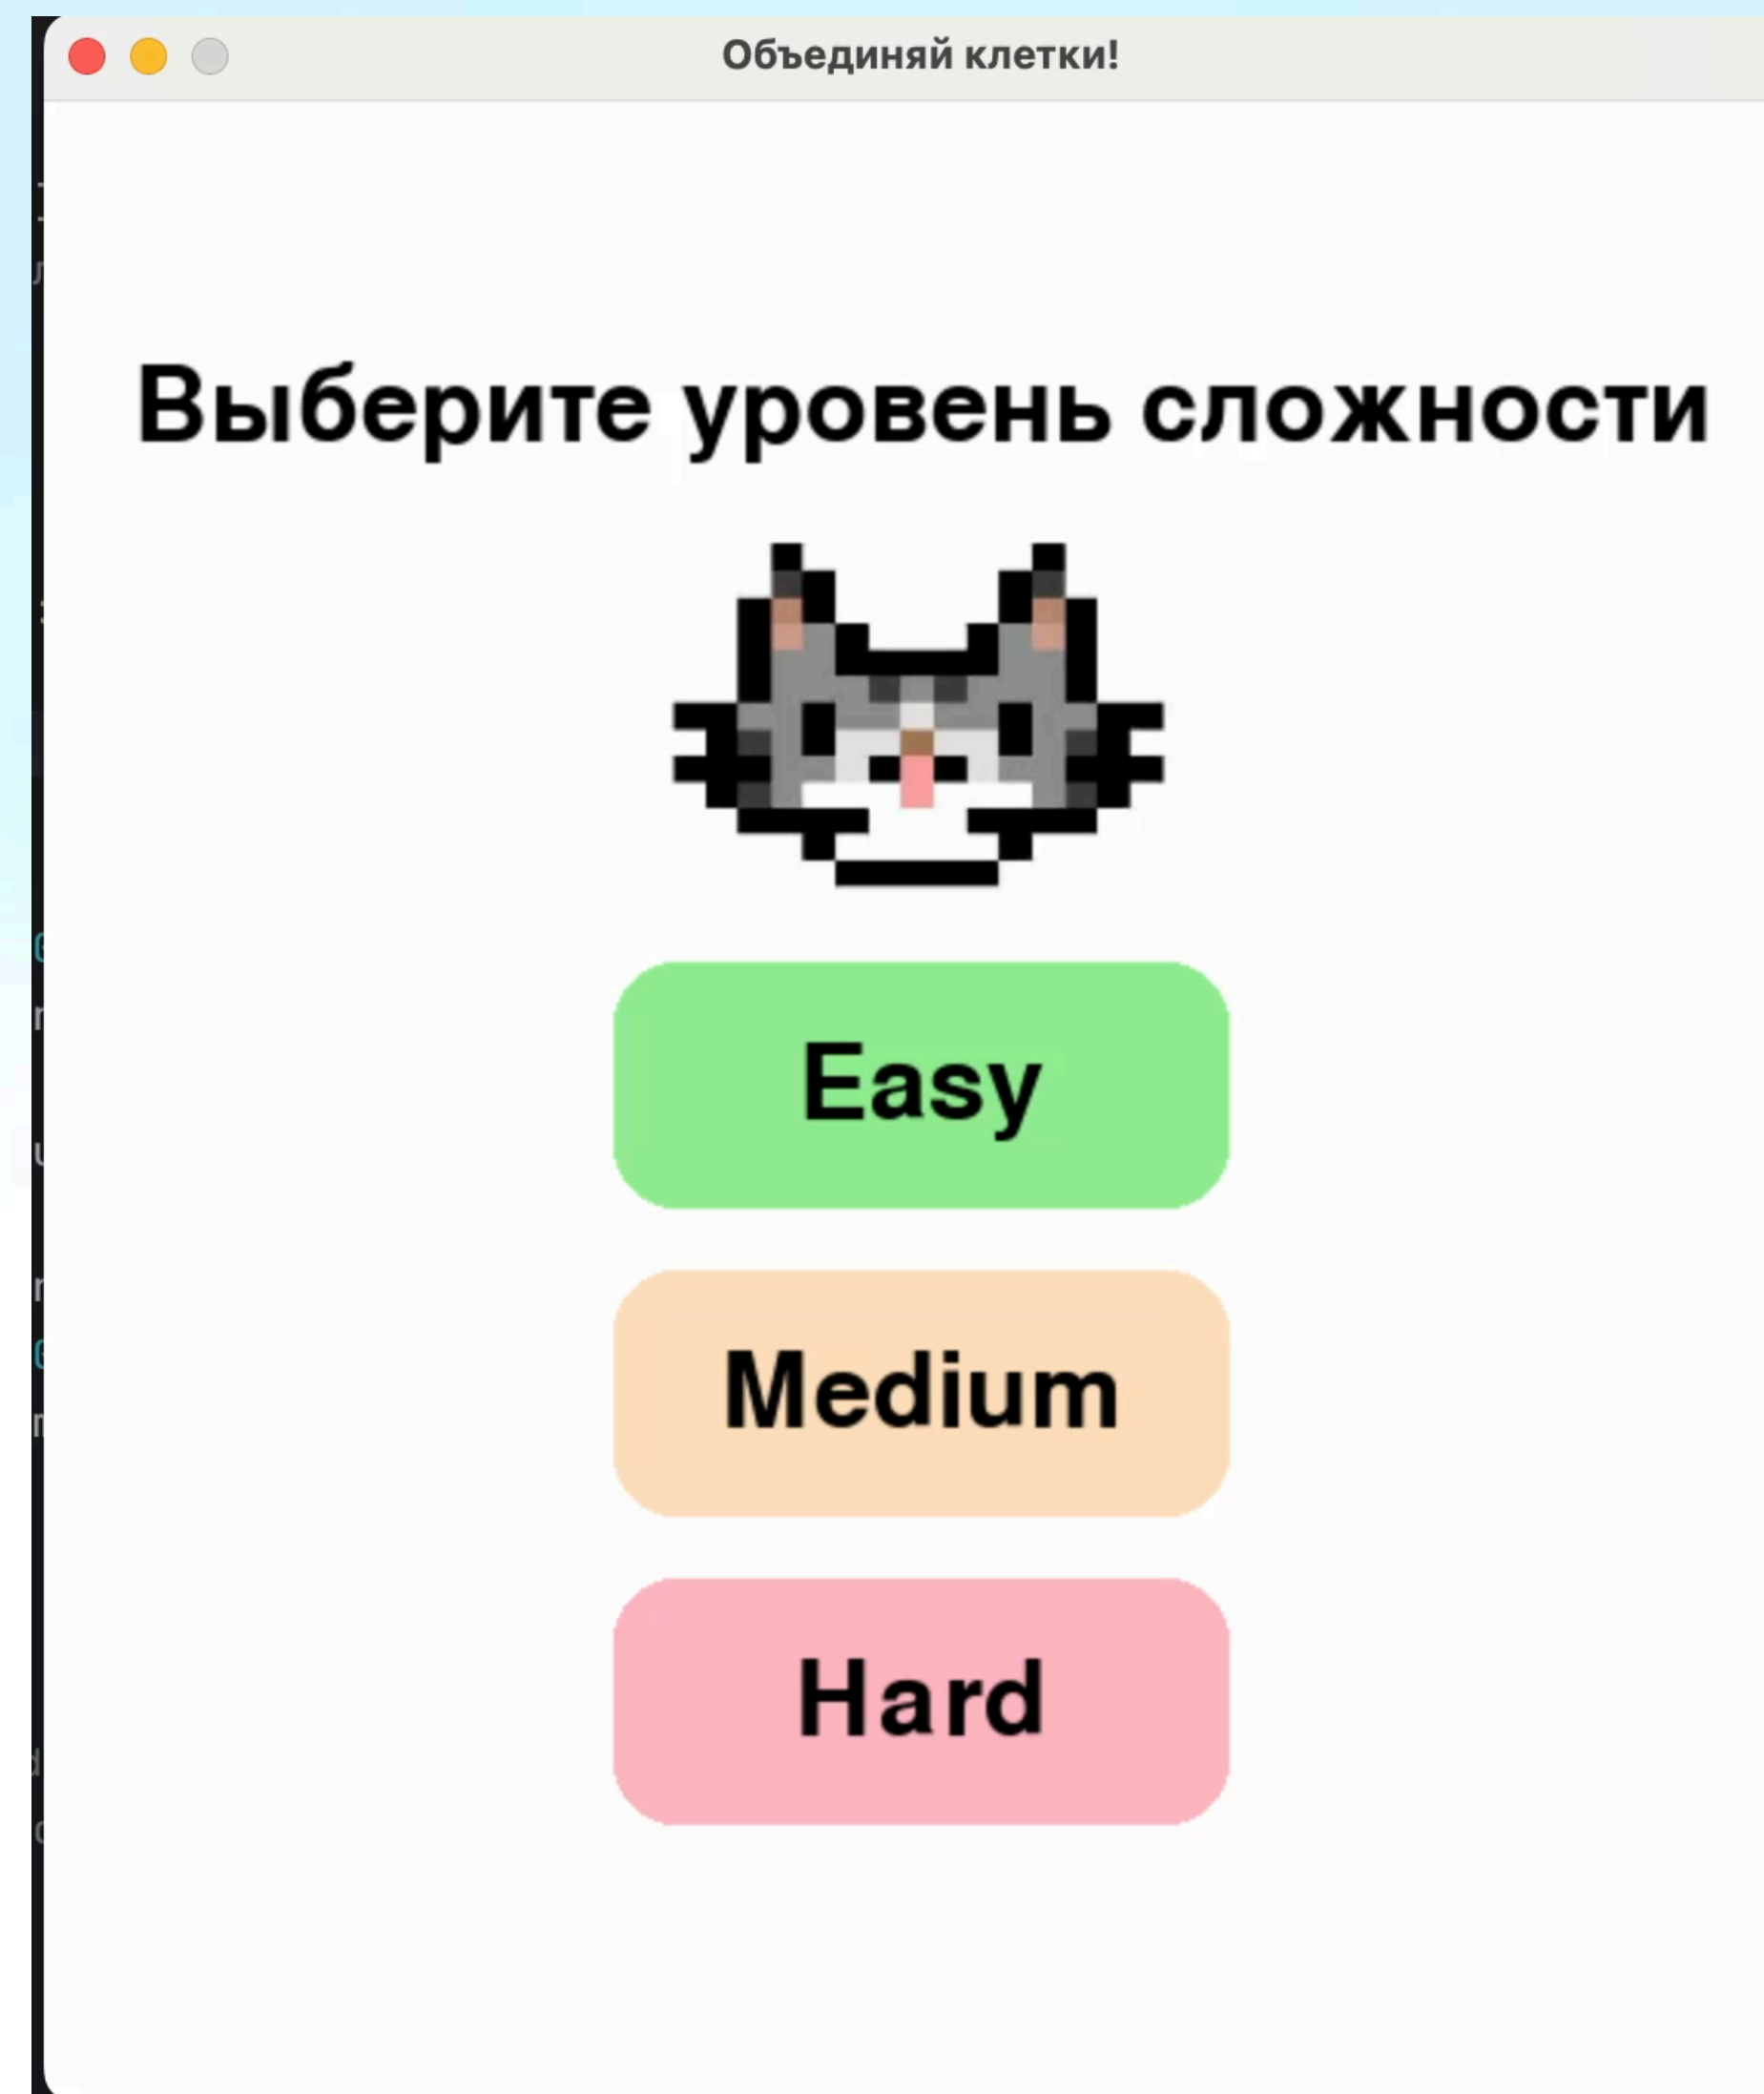 Объединяй клетки!
Выберите уровень сложности
Easy
Medium
Hard